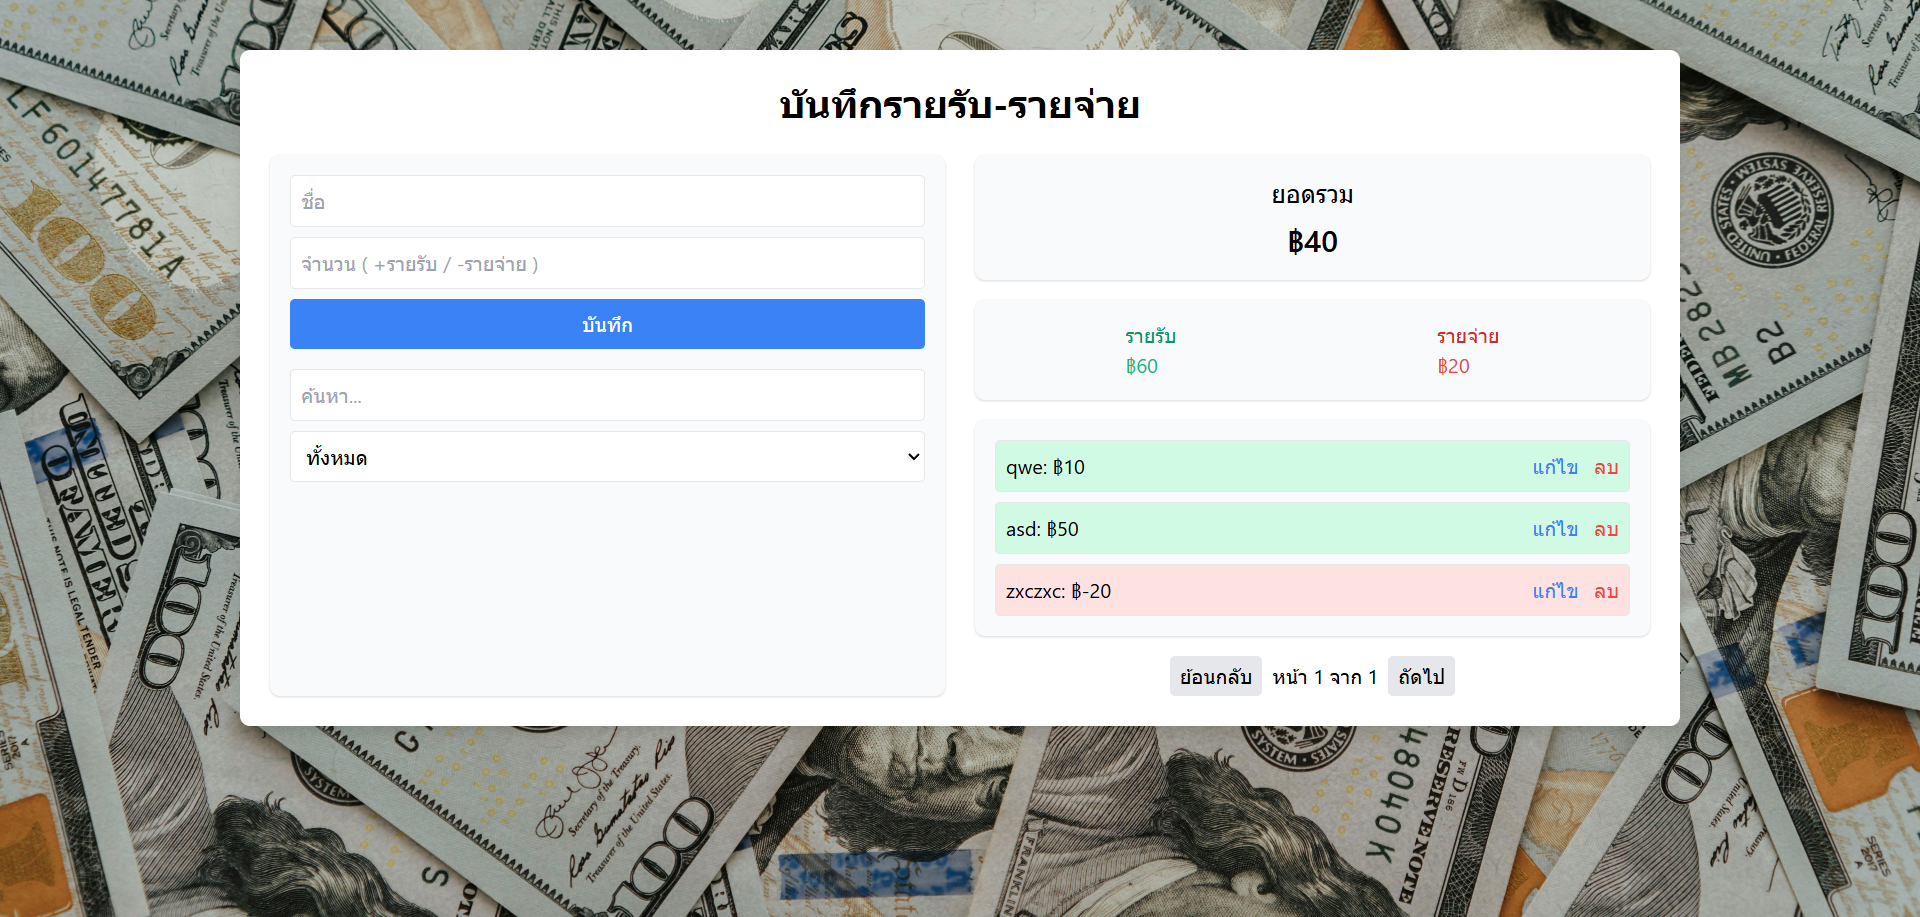 บันทึกรายรับ-รายจ่าย
ชื่อ
จำนวน ( +รายรับ / -รายจ่าย )
บันทึก
ค้นหา...
ทั้งหมด
ยอดรวม
฿40
รายรับ
฿60
รายจ่าย
฿20
qwe: ฿10 แก้ไข ลบ
asd: ฿50 แก้ไข ลบ
zxczxc: ฿-20 แก้ไข ลบ
ย้อนกลับ หน้า 1 จาก 1 ถัดไป
LF60147781A
100
100
100